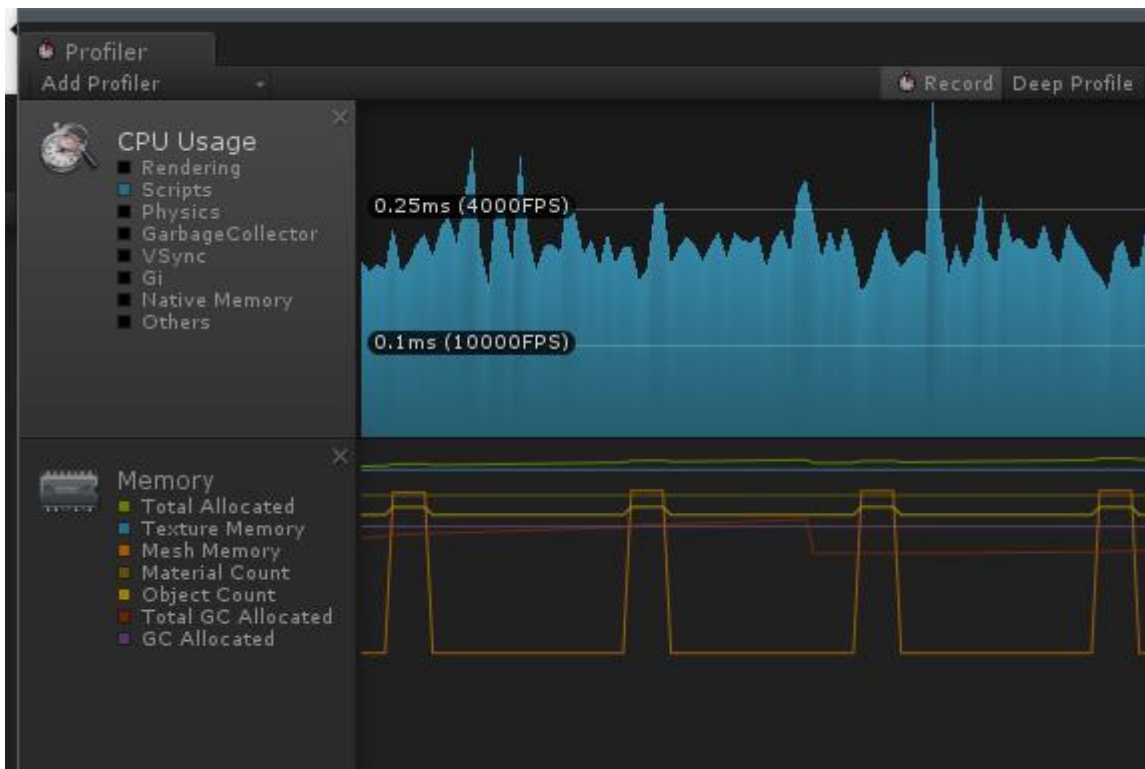 Profiler
Add Profiler
Record Deep Profile
CPU Usage
Rendering
Scripts
Physics
GarbageCollector
VSync
Gi
Native Memory
Others
0.25ms (4000FPS)
0.1ms (10000FPS)
Memory
Total Allocated
Texture Memory
Mesh Memory
Material Count
Object Count
Total GC Allocated
GC Allocated